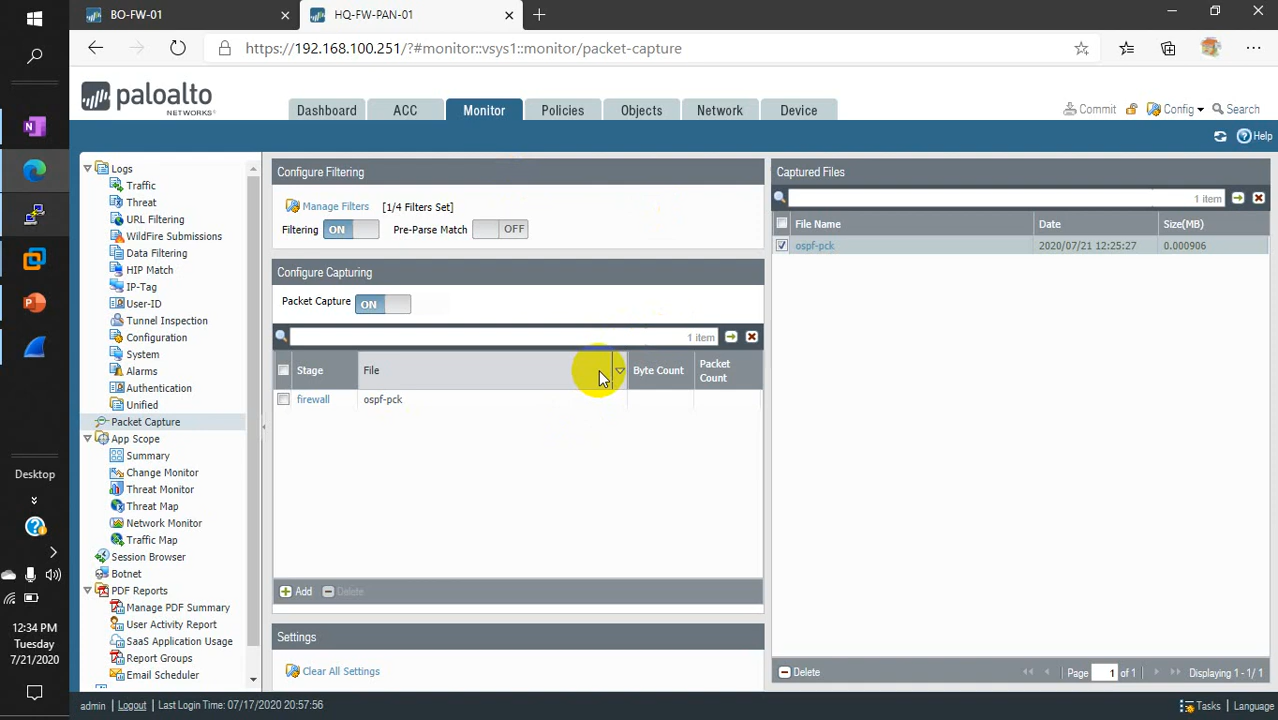 BO-FW-01
HQ-FW-PAN-01
https://192.168.100.251/?#monitor::vsys1::monitor/packet-capture
paloalto
NETWORKS
Dashboard ACC Monitor Policies Objects Network Device
Commit Config Search
Help
Logs
Traffic
Threat
URL Filtering
WildFire Submissions
Data Filtering
HIP Match
IP-Tag
User-ID
Tunnel Inspection
Configuration
System
Alarms
Authentication
Unified
Packet Capture
App Scope
Summary
Change Monitor
Threat Monitor
Threat Map
Network Monitor
Traffic Map
Session Browser
Botnet
PDF Reports
Manage PDF Summary
User Activity Report
SaaS Application Usage
Report Groups
Email Scheduler
Configure Filtering
Manage Filters [1/4 Filters Set]
Filtering ON Pre-Parse Match OFF
Configure Capturing
Packet Capture ON
1 item
Stage File Byte Count Packet Count
firewall ospf-pck
Add Delete
Settings
Clear All Settings
Captured Files
1 item
File Name Date Size(MB)
ospf-pck 2020/07/21 12:25:27 0.000906
Delete Page 1 of 1 Displaying 1 - 1/ 1
admin Logout Last Login Time: 07/17/2020 20:57:56 Tasks Language
Desktop
12:34 PM
Tuesday
7/21/2020